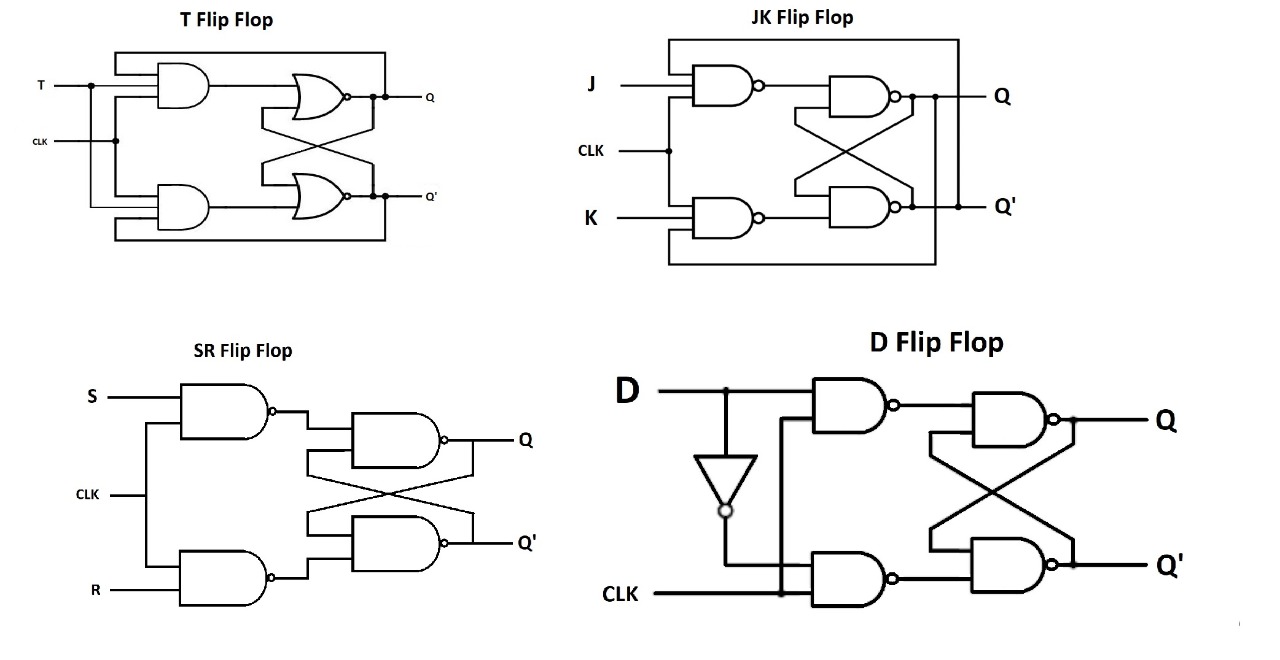 T Flip Flop
T
CLK
Q
Q'
JK Flip Flop
J
CLK
K
Q
Q'
SR Flip Flop
S
CLK
R
Q
Q'
D Flip Flop
D
CLK
Q
Q'